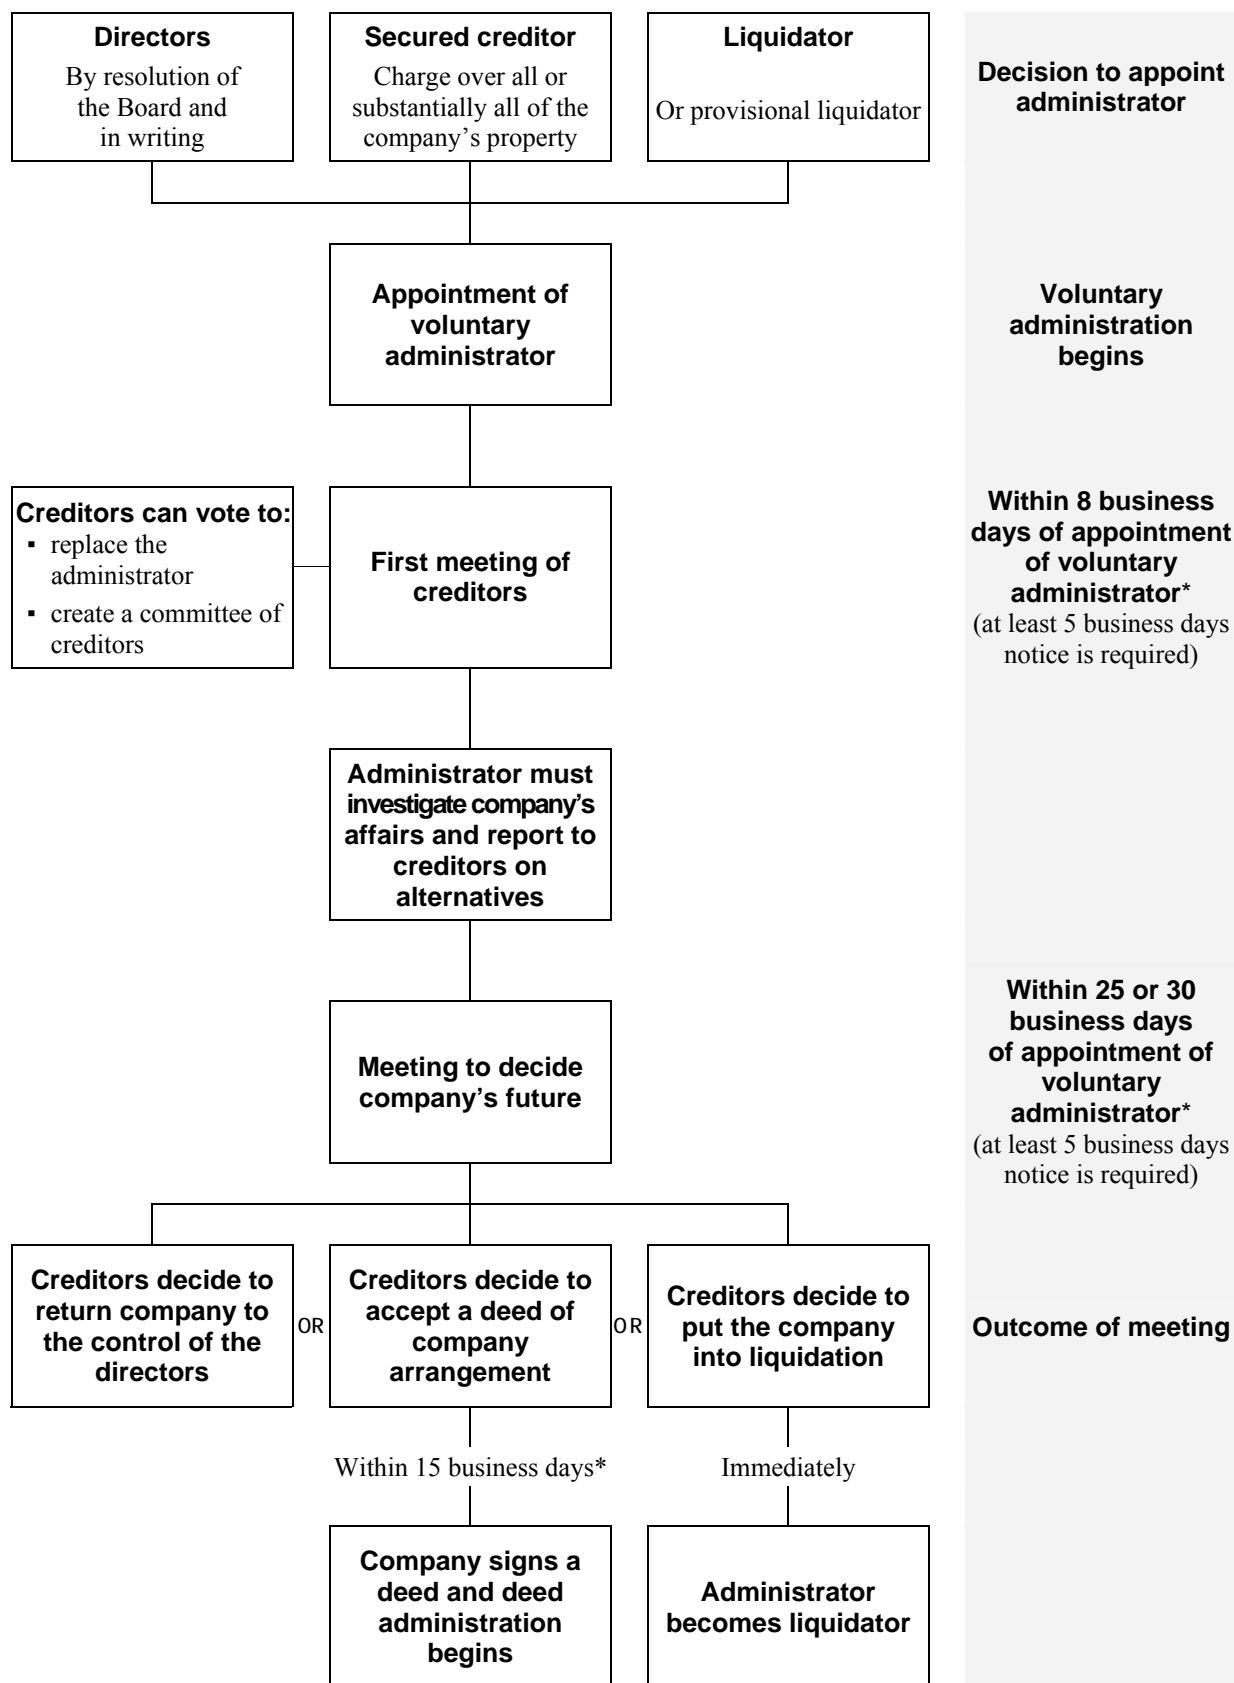 Directors
By resolution of
the Board and
in writing
Secured creditor
Charge over all or
substantially all of the
company's property
Liquidator
Or provisional liquidator
Decision to appoint
administrator
Appointment of
voluntary
administrator
Voluntary
administration
begins
Creditors can vote to:
▪ replace the
administrator
▪ create a committee of
creditors
First meeting of
creditors
Within 8 business
days of appointment
of voluntary
administrator*
(at least 5 business days
notice is required)
Administrator must
investigate company's
affairs and report to
creditors on
alternatives
Meeting to decide
company's future
Within 25 or 30
business days
of appointment of
voluntary
administrator*
(at least 5 business days
notice is required)
Creditors decide to
return company to
the control of the
directors
OR
Creditors decide to
accept a deed of
company
arrangement
OR
Creditors decide to
put the company
into liquidation
Outcome of meeting
Within 15 business days*
Immediately
Company signs a
deed and deed
administration
begins
Administrator
becomes liquidator